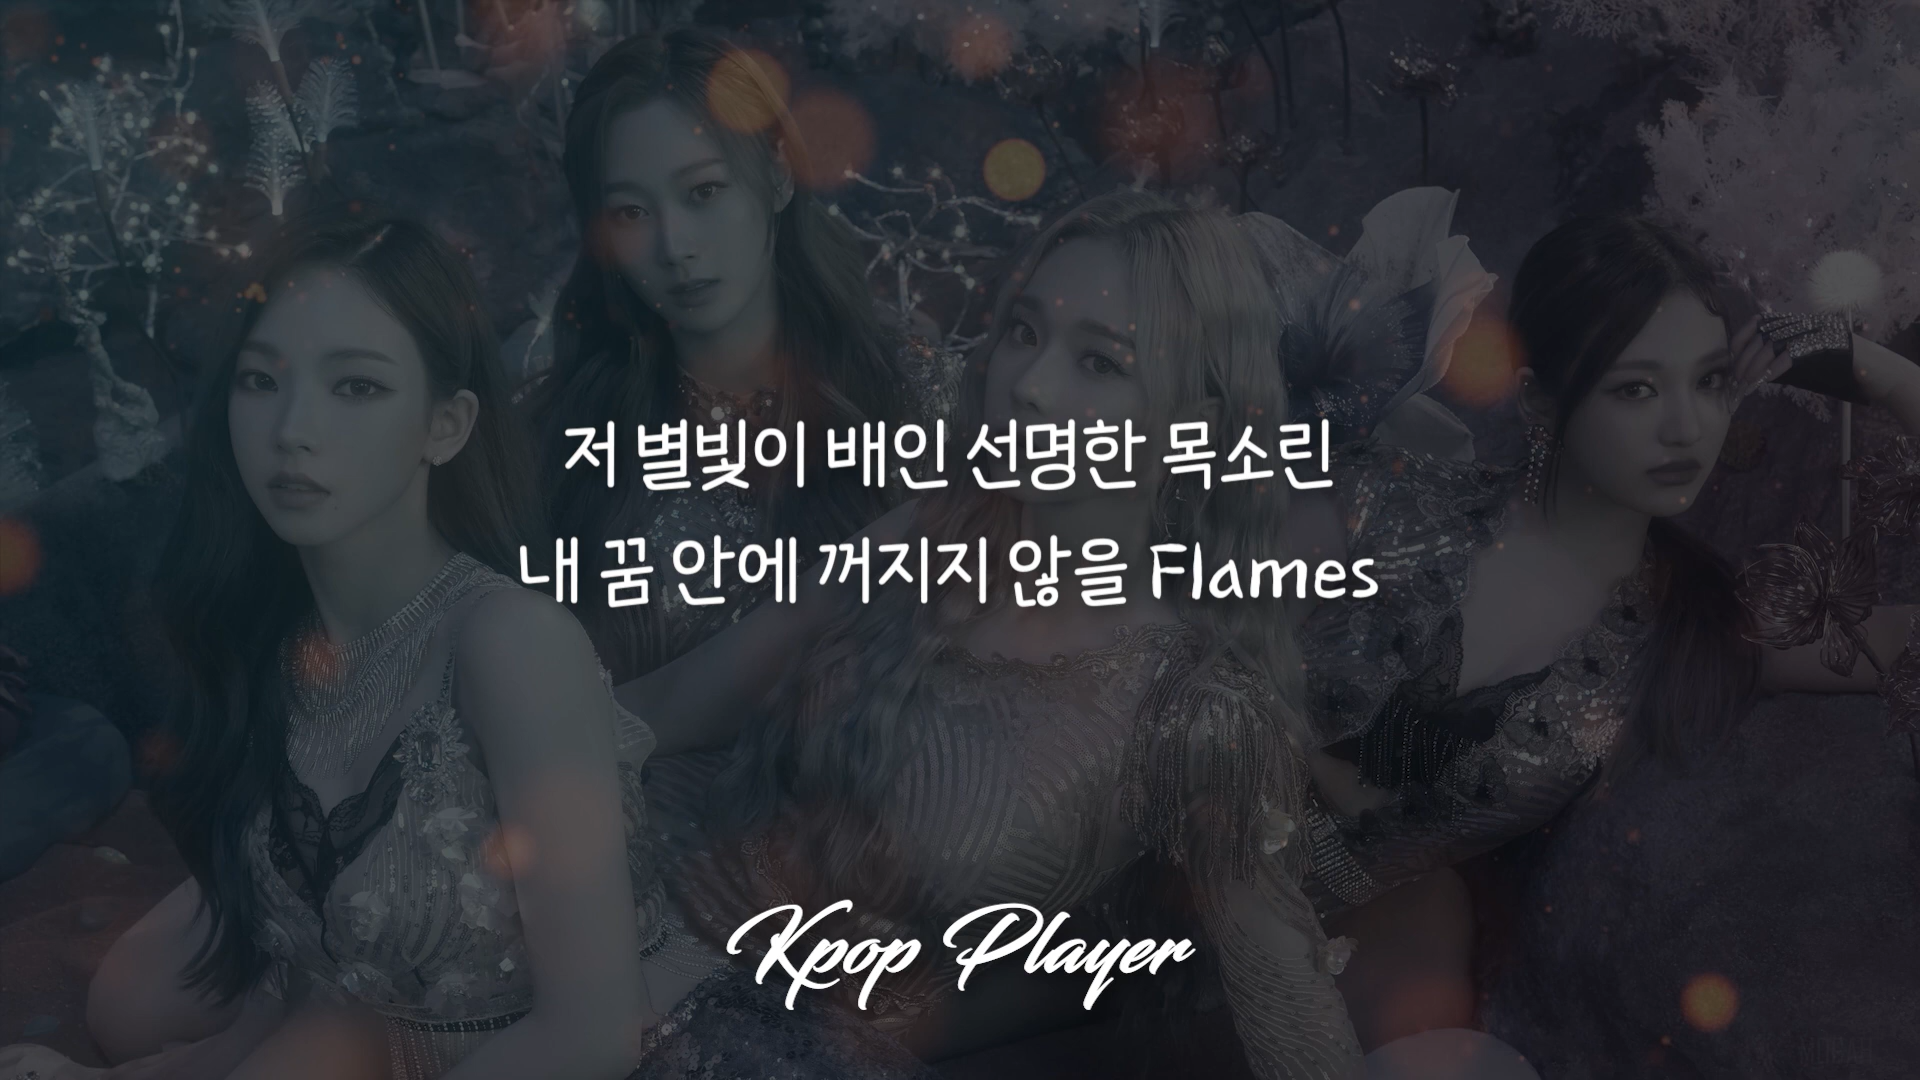 저 별빛이 배인 선명한 목소린
내 꿈 안에 꺼지지 않을 Flames
Kpop Player